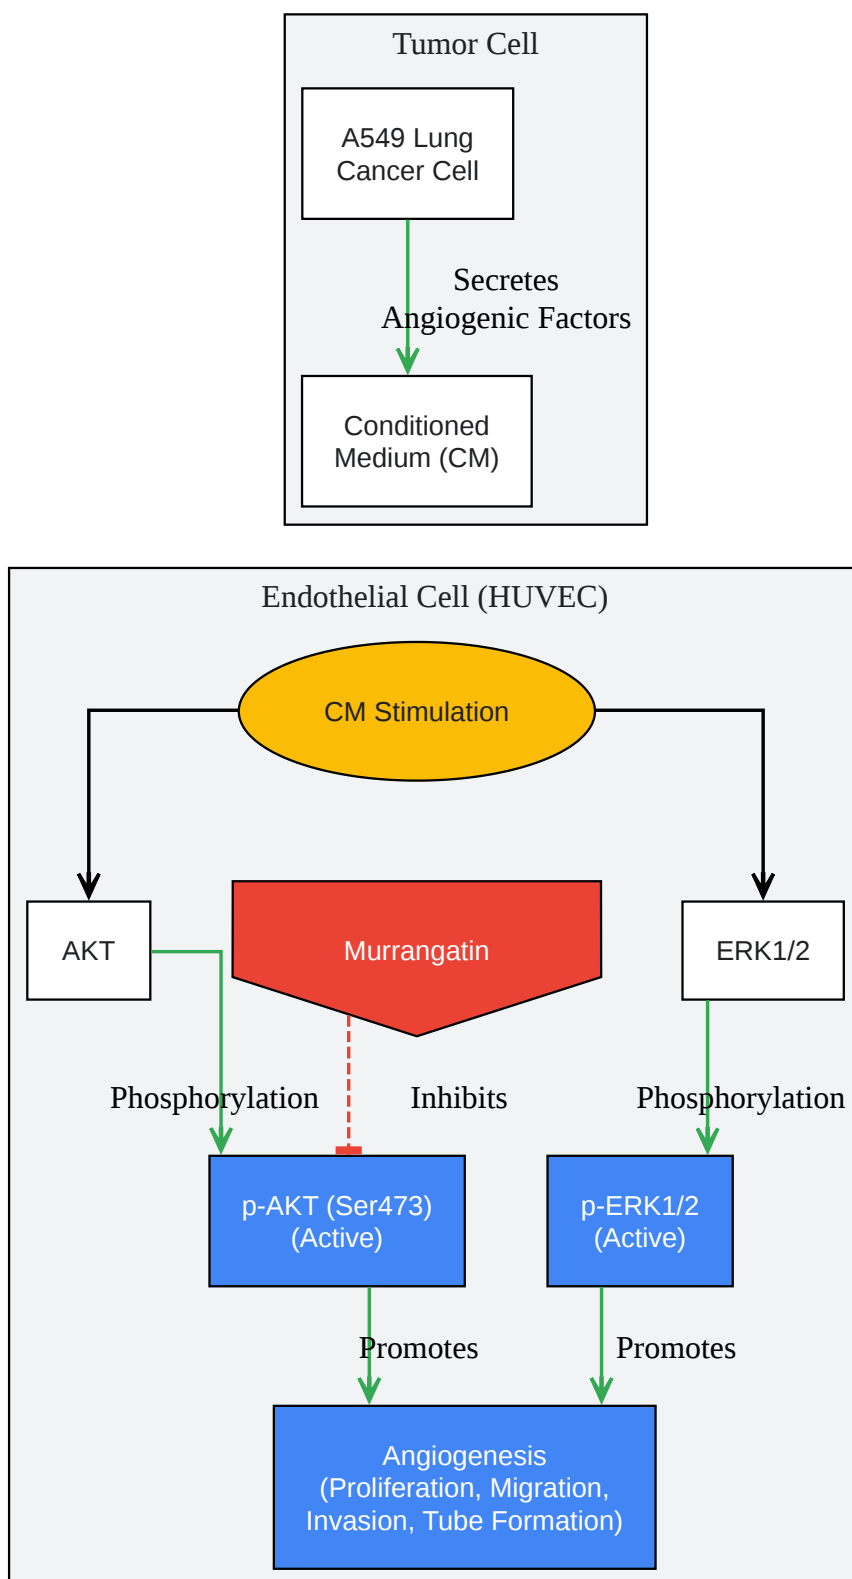 Tumor Cell
A549 Lung
Cancer Cell
Secretes
Angiogenic Factors
Conditioned
Medium (CM)
Endothelial Cell (HUVEC)
CM Stimulation
AKT
Murrangatin
ERK1/2
Phosphorylation
Inhibits
Phosphorylation
p-AKT (Ser473)
(Active)
p-ERK1/2
(Active)
Promotes
Promotes
Angiogenesis
(Proliferation, Migration,
Invasion, Tube Formation)